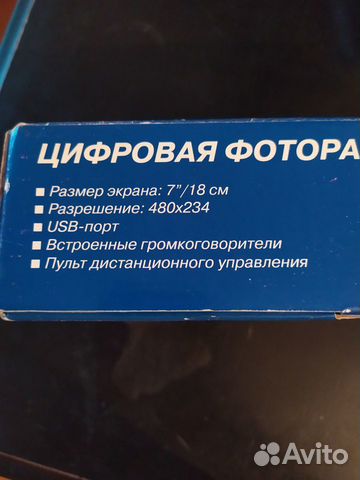 ЦИФРОВАЯ ФОТОРА
Размер экрана: 7”/18 см
Разрешение: 480x234
USB-порт
Встроенные громкоговорители
Пульт дистанционного управления
Avito